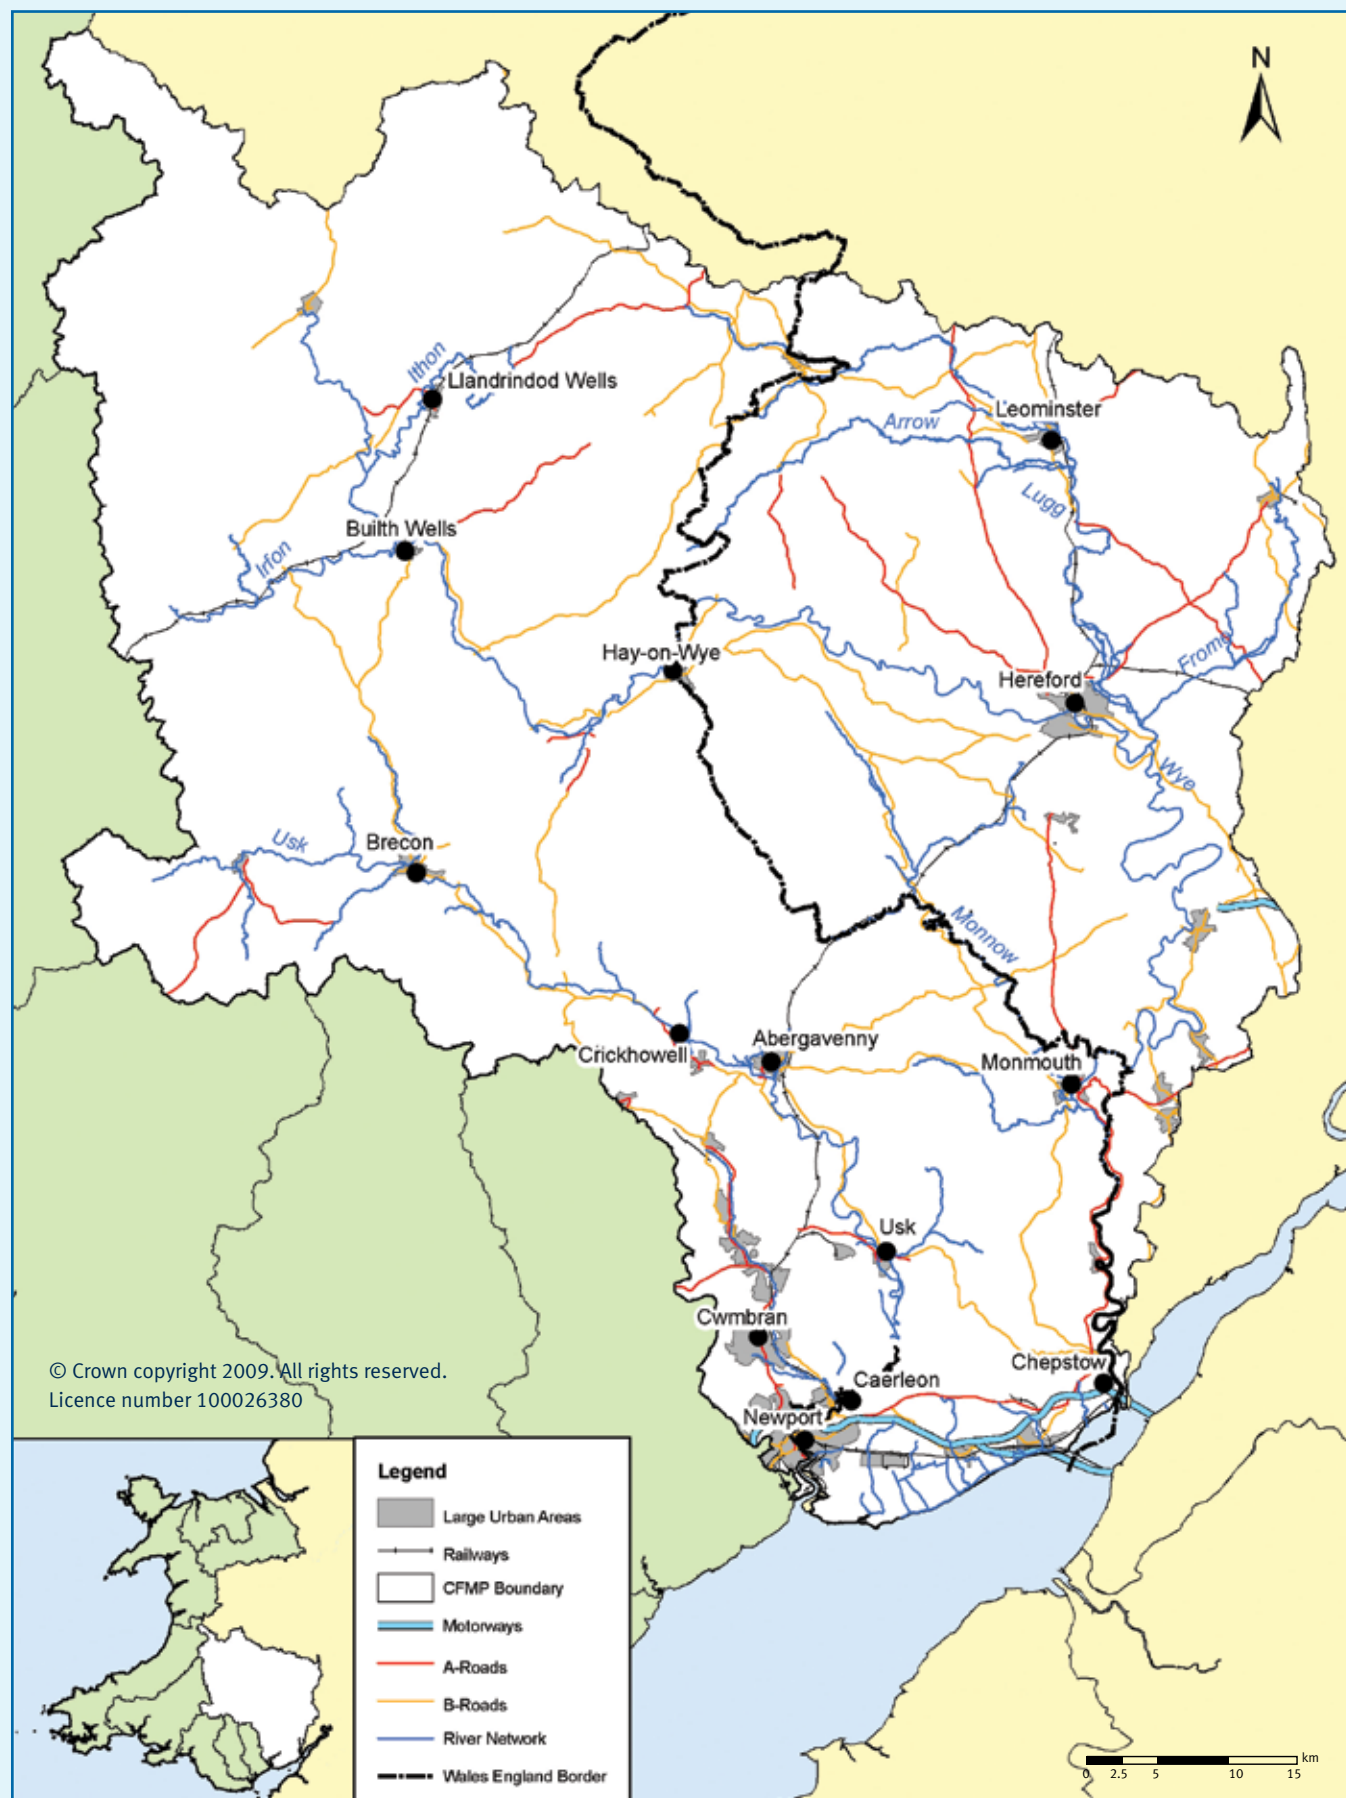 N
Ithon
Llandrindod Wells
Leominster
Arrow
Lugg
Builth Wells
Irfon
Hay-on-Wye
Frome
Hereford
Wye
Usk
Brecon
Monnow
Crickhowell
Abergavenny
Monmouth
Usk
Cwmbran
Chepstow
Caerleon
Newport
© Crown copyright 2009. All rights reserved.
Licence number 100026380
Legend
Large Urban Areas
Railways
CFMP Boundary
Motorways
A-Roads
B-Roads
River Network
Wales England Border
km
0 2.5 5 10 15